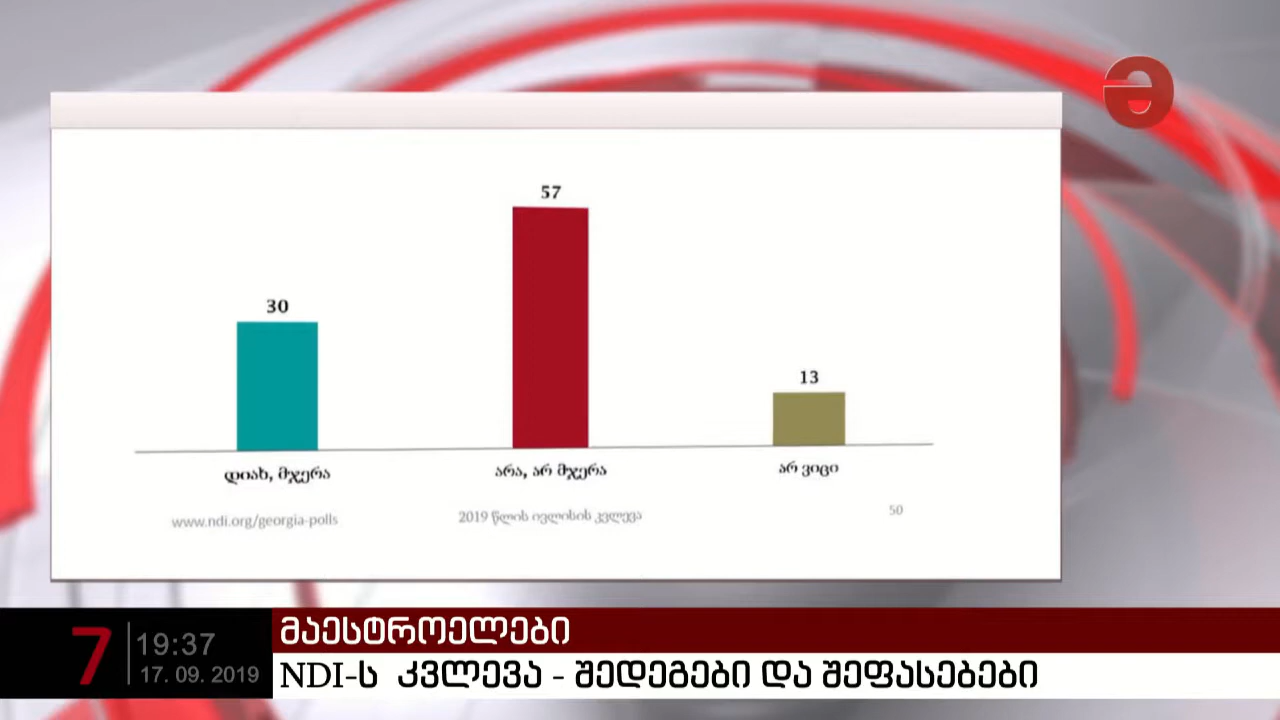 ə
57
30
13
დიახ, მჯერა
არა, არ მჯერა
არ ვიცი
www.ndi.org/georgia-polls
2019 წლის ივლისის კვლევა
50
7
19:37
17. 09. 2019
მაესტროელები
NDI-ს კვლევა - შედეგები და შეფასებები